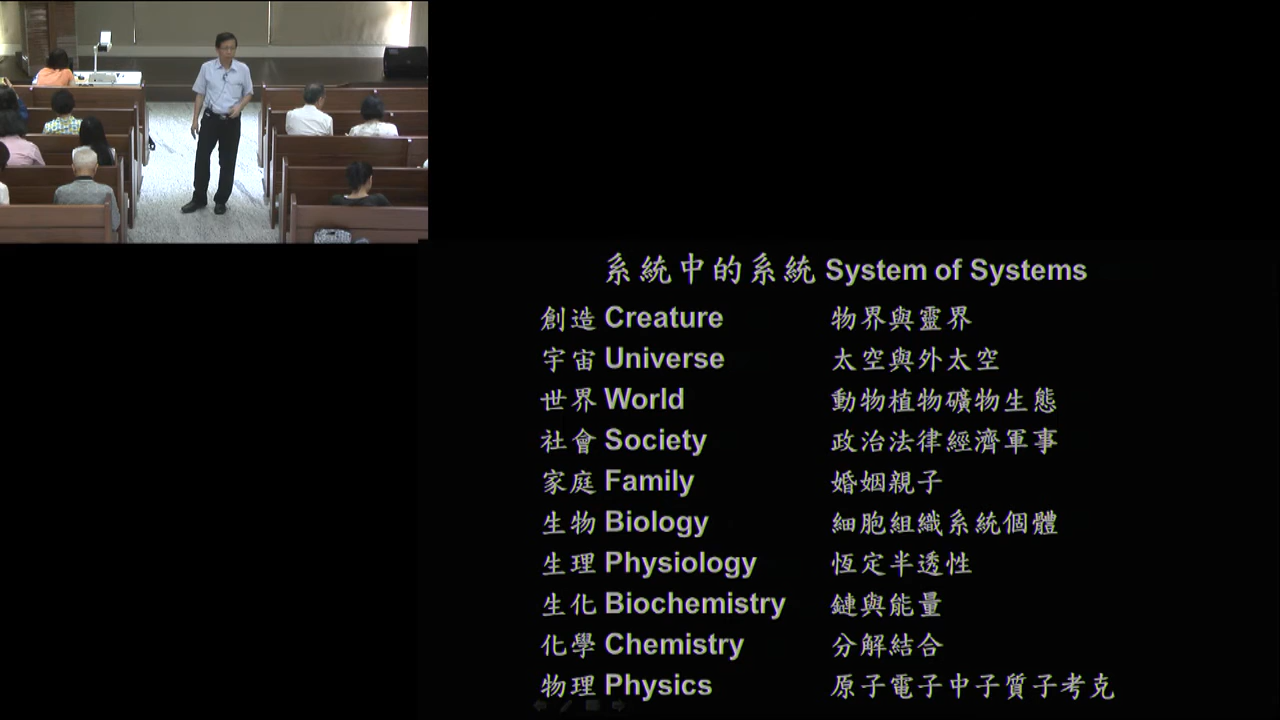 系統中的系統 System of Systems
創造 Creature 物界與靈界
宇宙 Universe 太空與外太空
世界 World 動物植物礦物生態
社會 Society 政治法律經濟軍事
家庭 Family 婚姻親子
生物 Biology 細胞組織系統個體
生理 Physiology 恆定半透性
生化 Biochemistry 鏈與能量
化學 Chemistry 分解結合
物理 Physics 原子電子中子質子考克